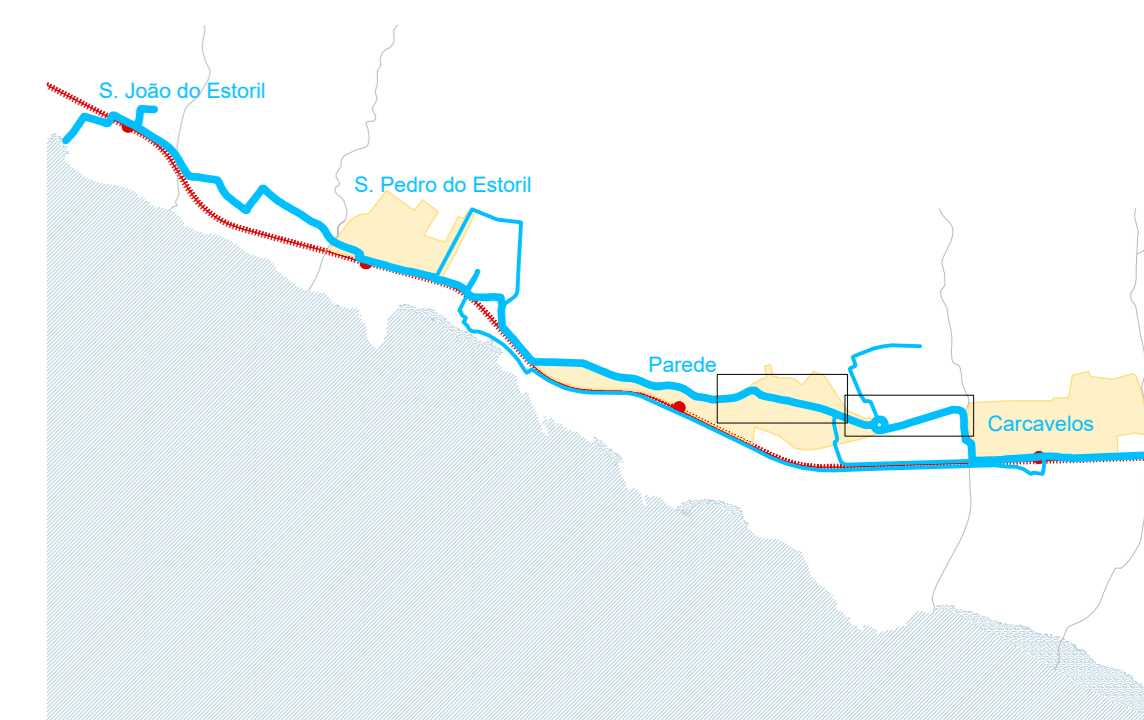 S. João do Estoril
S. Pedro do Estoril
Parede
Carcavelos